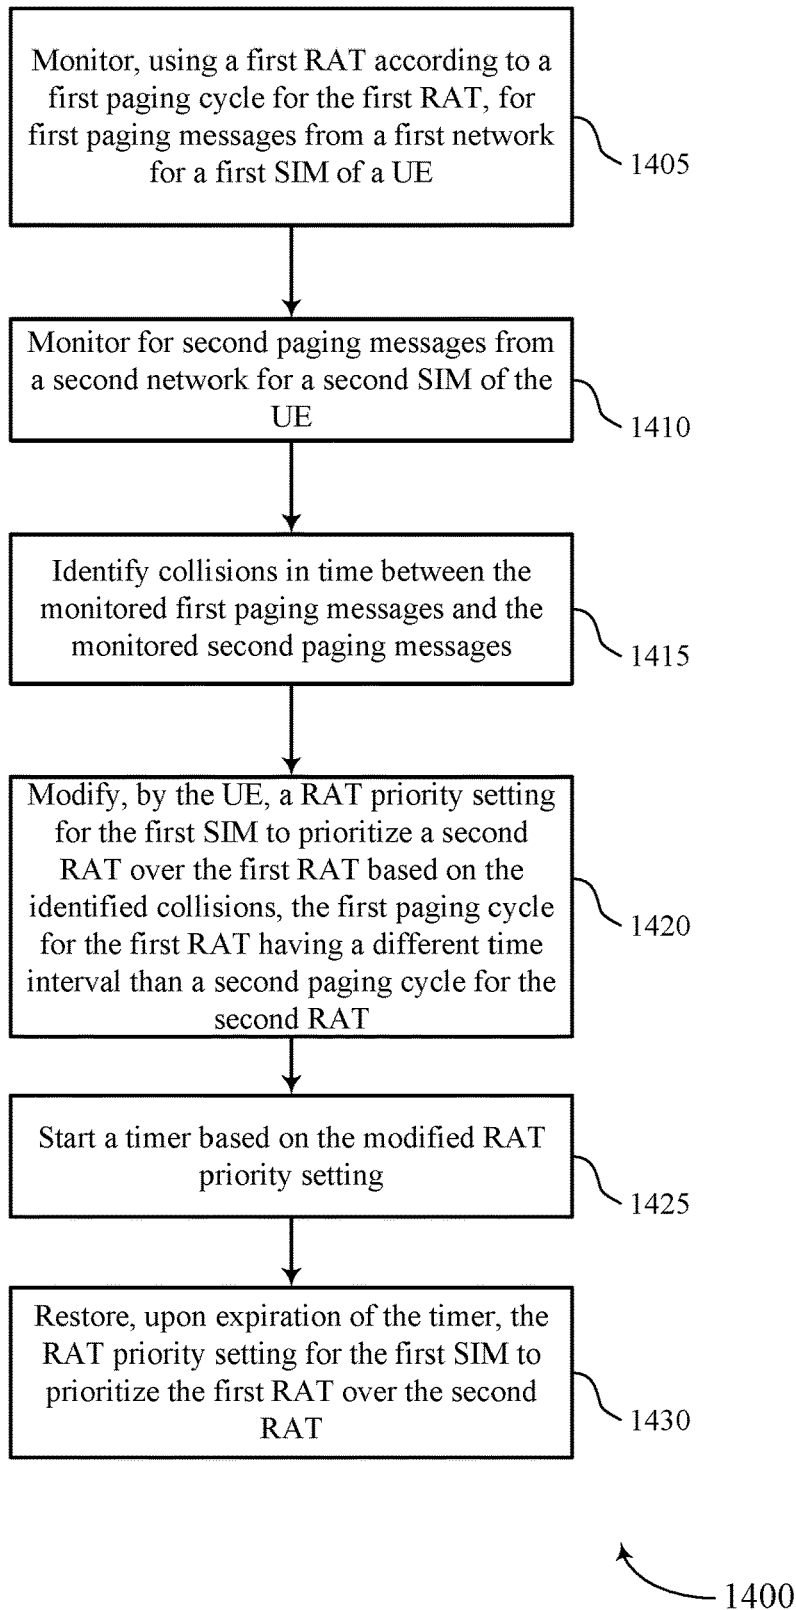 Monitor, using a first RAT according to a
first paging cycle for the first RAT, for
first paging messages from a first network
for a first SIM of a UE
1405
Monitor for second paging messages from
a second network for a second SIM of the
UE
1410
Identify collisions in time between the
monitored first paging messages and the
monitored second paging messages
1415
Modify, by the UE, a RAT priority setting
for the first SIM to prioritize a second
RAT over the first RAT based on the
identified collisions, the first paging cycle
for the first RAT having a different time
interval than a second paging cycle for the
second RAT
1420
Start a timer based on the modified RAT
priority setting
1425
Restore, upon expiration of the timer, the
RAT priority setting for the first SIM to
prioritize the first RAT over the second
RAT
1430
1400